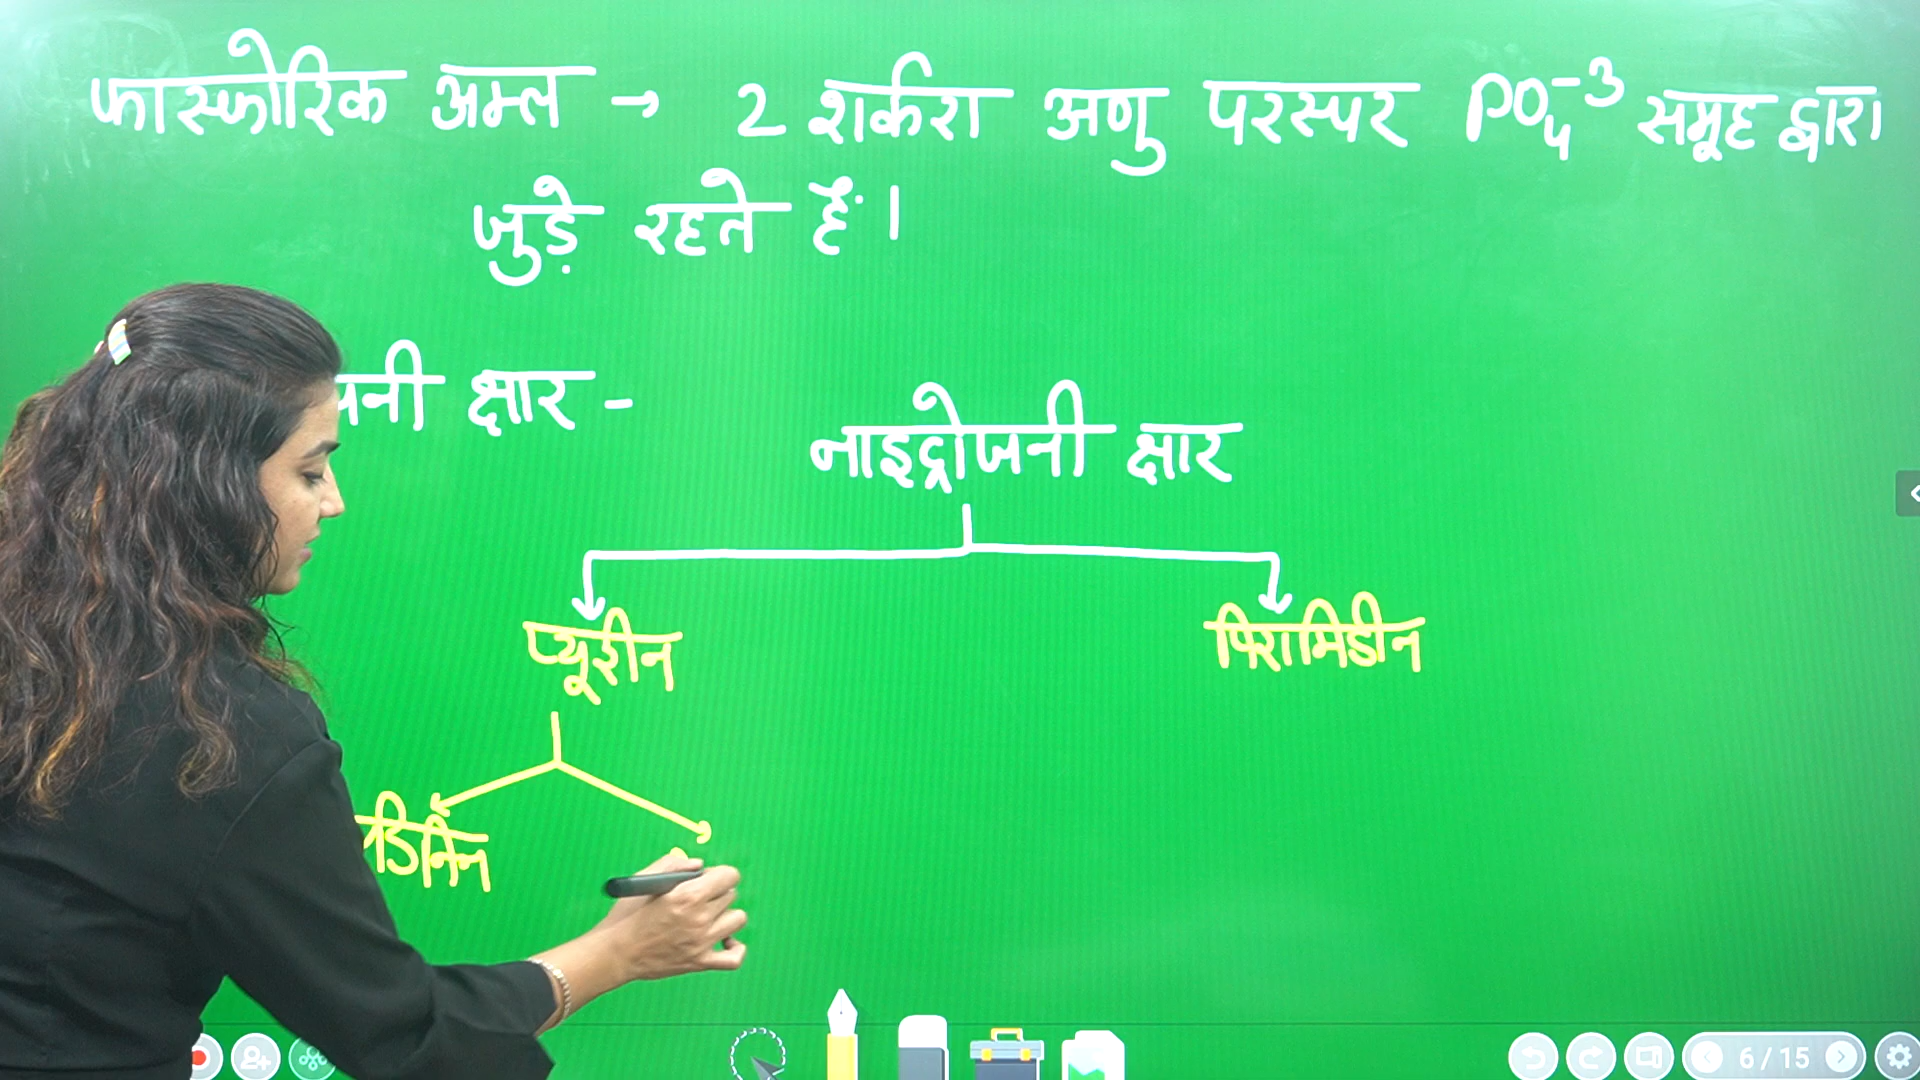 फास्फोरिक अम्ल → 2 शर्करा अणु परस्पर PO₄⁻³ समूह द्वारा
जुड़े रहते हैं।
क्षार -
नाइट्रोजनी क्षार
प्यूरीन
पिरामिडीन
6 / 15